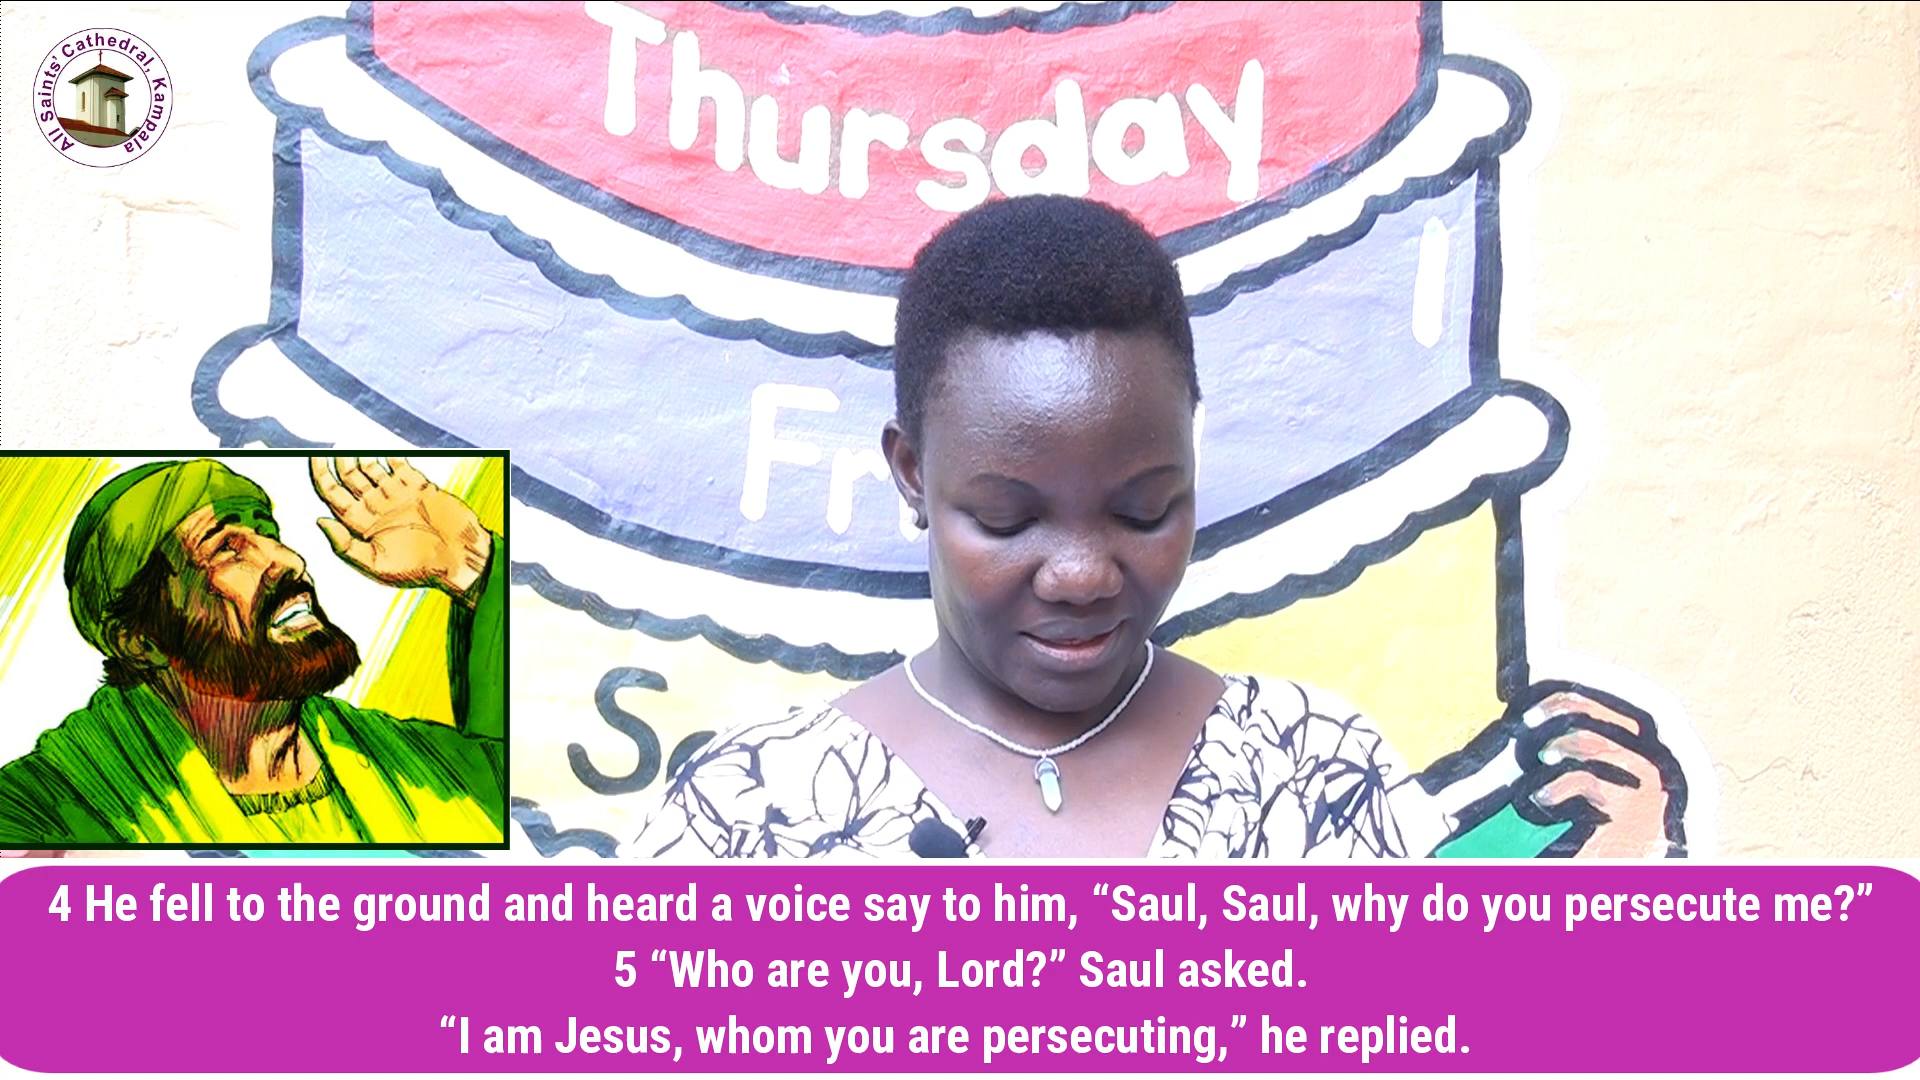 All Saints' Cathedral, Kampala
Thursday
Fr
S
4 He fell to the ground and heard a voice say to him, “Saul, Saul, why do you persecute me?”
5 “Who are you, Lord?” Saul asked.
“I am Jesus, whom you are persecuting,” he replied.